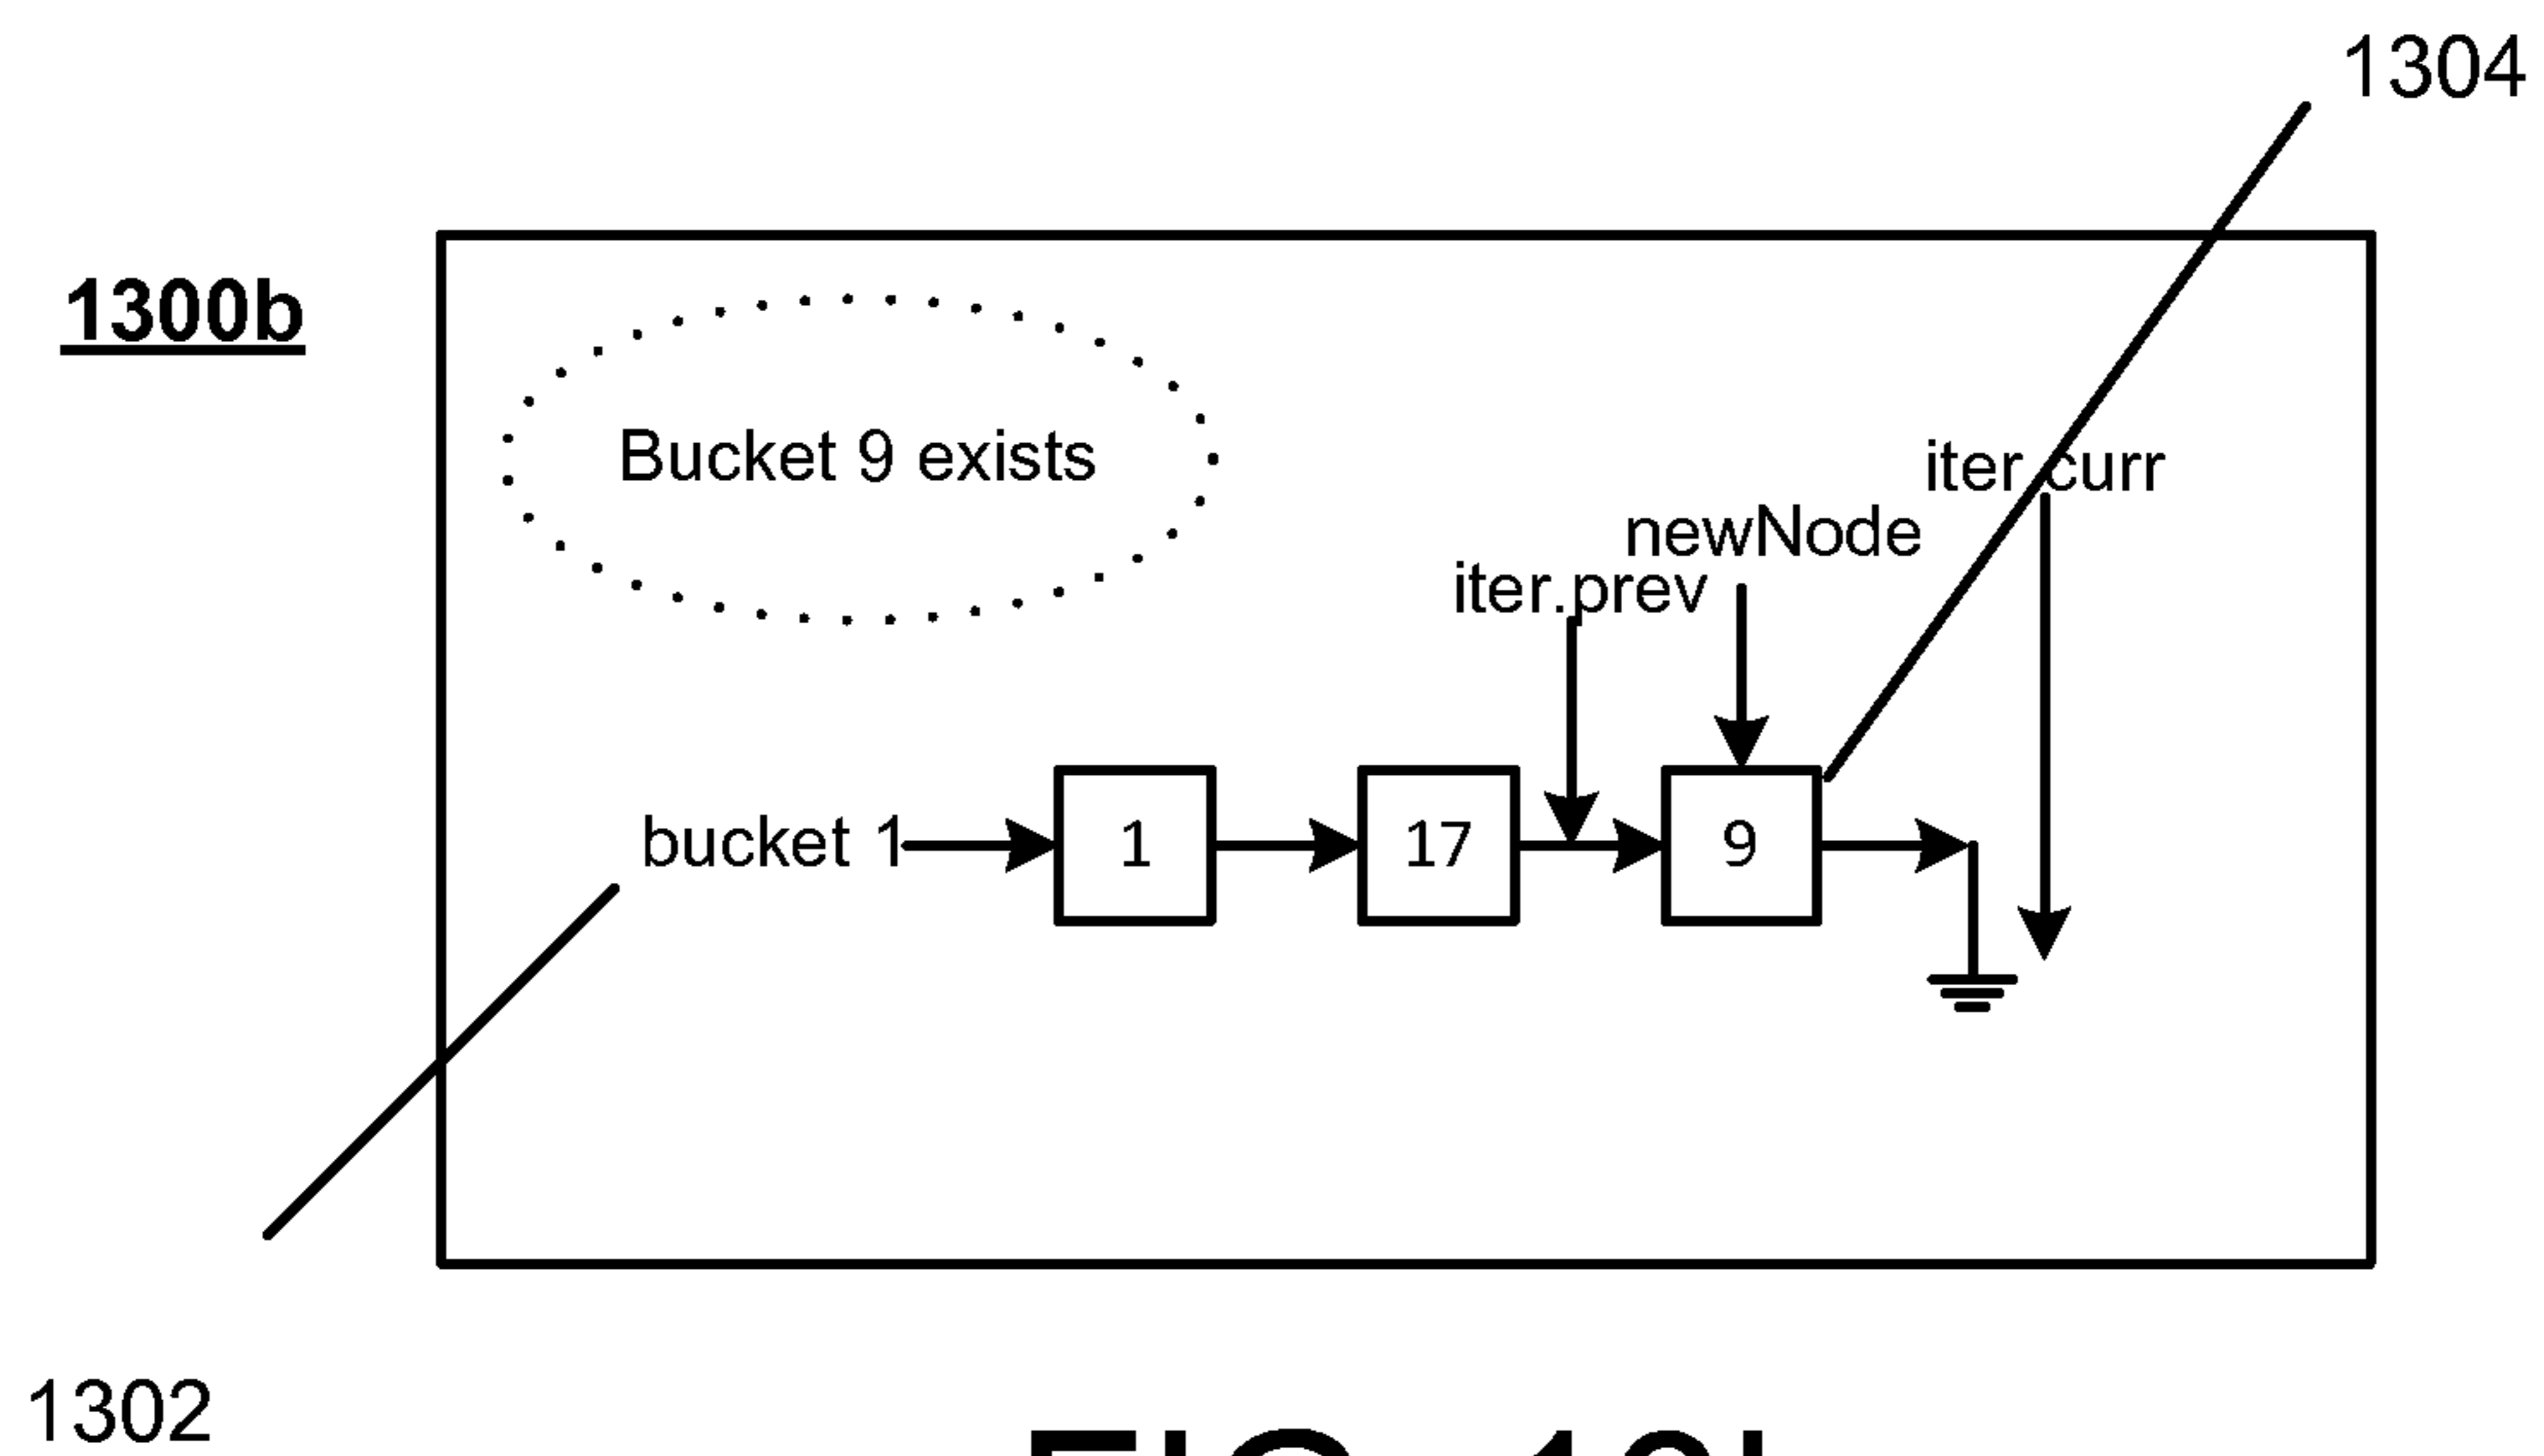 1304
1300b
Bucket 9 exists
iter.curr
newNode
iter.prev
bucket 1
1
17
9
1302